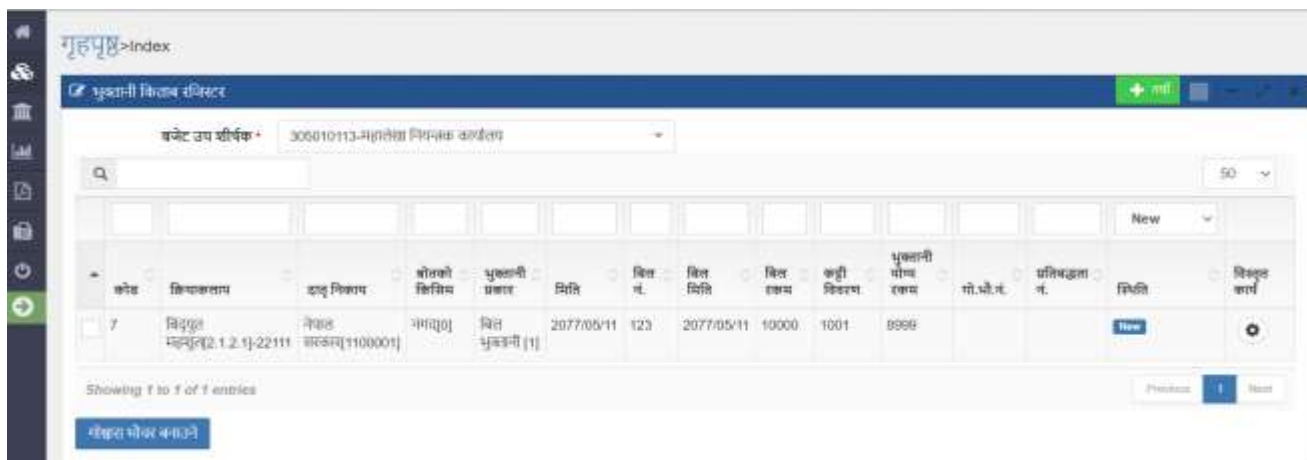 गृहपृष्ठ>Index
भुक्तानी किताब रजिस्टर
नयाँ
बजेट उप शीर्षक * 305010113-महालेखा नियन्त्रक कार्यालय
50
New
कोड क्रियाकलाप दातृ निकाय श्रोतको किसिम भुक्तानी प्रकार मिति बिल नं. बिल मिति बिल रकम कट्टी विवरण भुक्तानी योग्य रकम गो.भौ.नं. प्रतिबद्धता नं. स्थिति विस्तृत कार्य
7 विद्युत महसूल[2.1.2.1]-22111 नेपाल सरकार[1100001] नगद[0] बिल भुक्तानी [1] 2077/05/11 123 2077/05/11 10000 1001 8999 New
Showing 1 to 1 of 1 entries
Previous 1 Next
गोश्वारा भौचर बनाउने